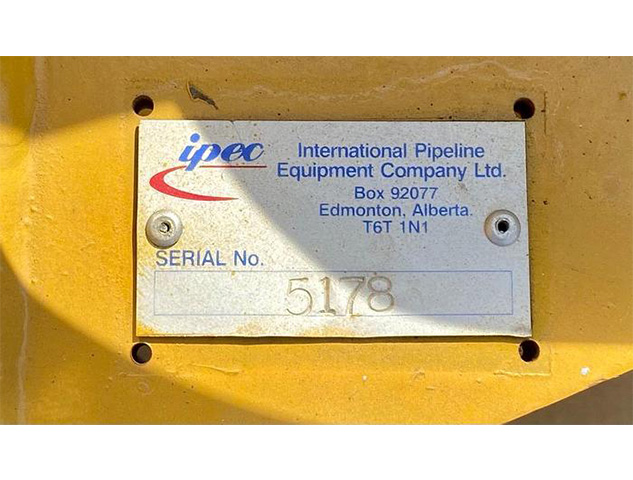 ipec
International Pipeline
Equipment Company Ltd.
Box 92077
Edmonton, Alberta.
T6T 1N1
SERIAL No.
5178